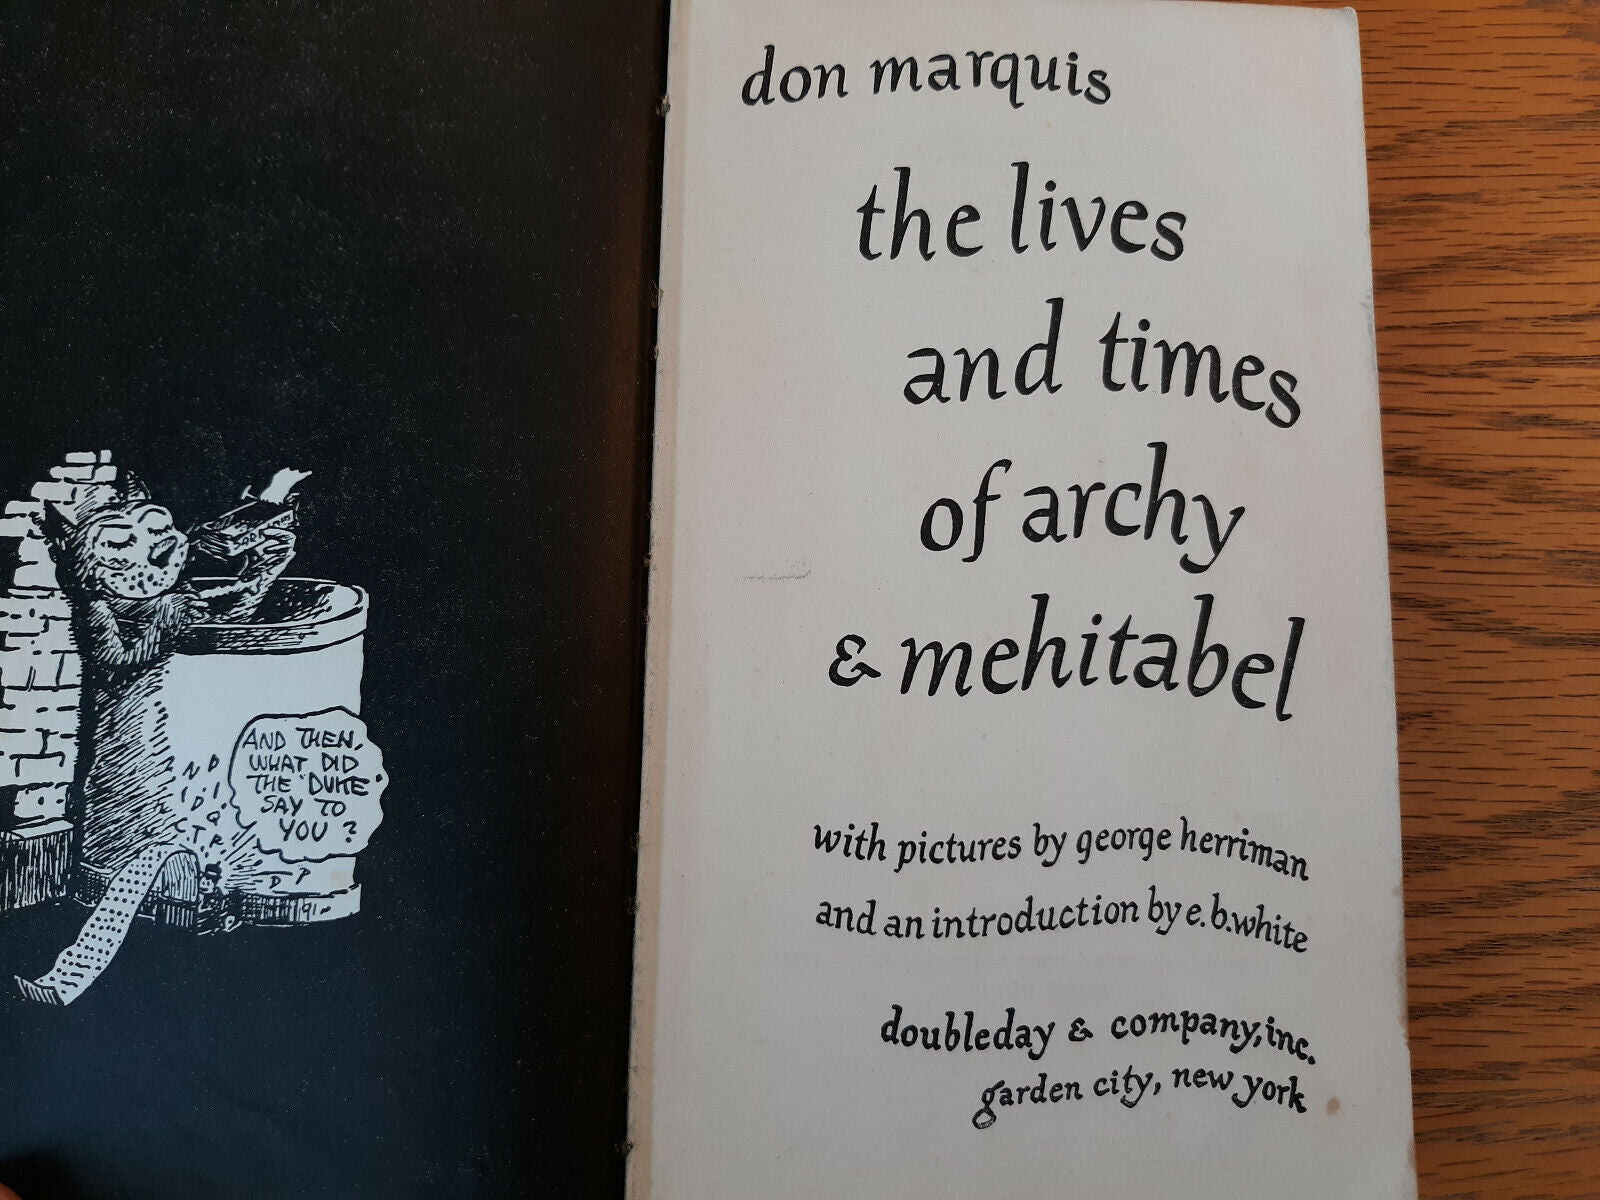 don marquis
the lives
and times
of archy
& mehitabel
with pictures by george herriman
and an introduction by e. b. white
doubleday & company, inc.
garden city, new york
AND THEN,
WHAT DID
THE "DUKE"
SAY TO
YOU?